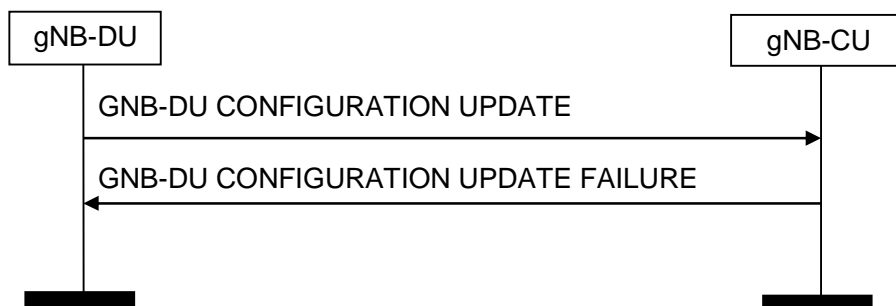 gNB-DU
gNB-CU
GNB-DU CONFIGURATION UPDATE
GNB-DU CONFIGURATION UPDATE FAILURE